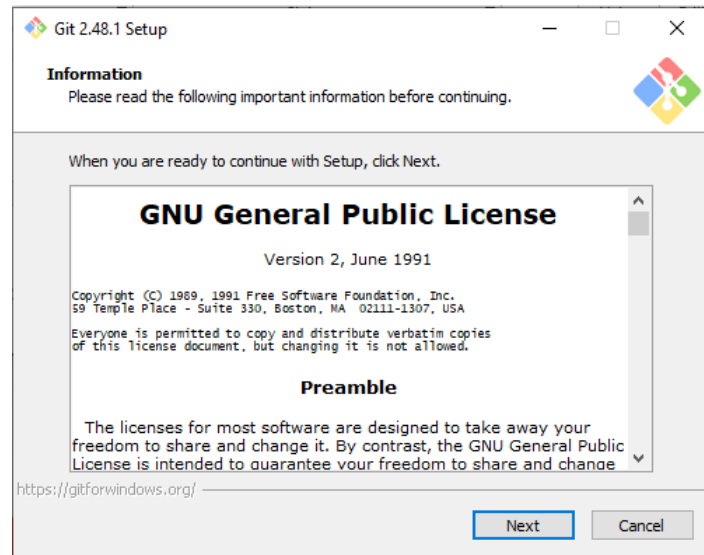 Git 2.48.1 Setup
Information
Please read the following important information before continuing.
When you are ready to continue with Setup, click Next.
GNU General Public License
Version 2, June 1991
Copyright (C) 1989, 1991 Free Software Foundation, Inc.
59 Temple Place - Suite 330, Boston, MA  02111-1307, USA
Everyone is permitted to copy and distribute verbatim copies
of this license document, but changing it is not allowed.
Preamble
The licenses for most software are designed to take away your
freedom to share and change it. By contrast, the GNU General Public
License is intended to guarantee your freedom to share and change
https://gitforwindows.org/
Next
Cancel